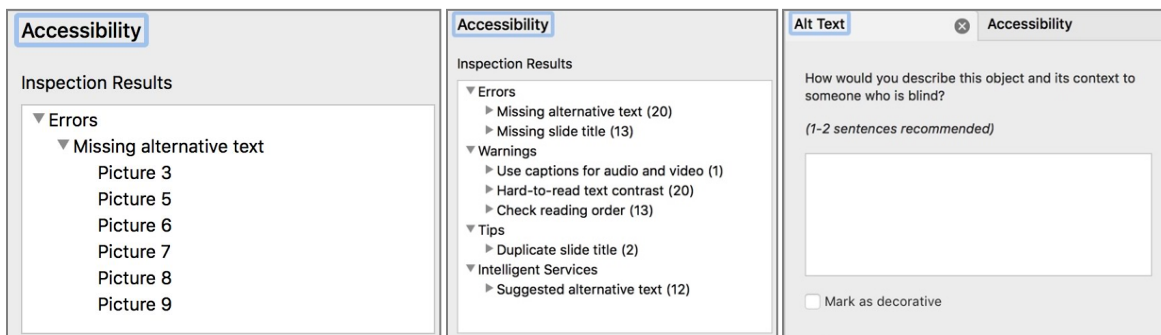 Accessibility
Inspection Results
Errors
Missing alternative text
Picture 3
Picture 5
Picture 6
Picture 7
Picture 8
Picture 9
Accessibility
Inspection Results
Errors
Missing alternative text (20)
Missing slide title (13)
Warnings
Use captions for audio and video (1)
Hard-to-read text contrast (20)
Check reading order (13)
Tips
Duplicate slide title (2)
Intelligent Services
Suggested alternative text (12)
Alt Text Accessibility
How would you describe this object and its context to
someone who is blind?
(1-2 sentences recommended)
Mark as decorative